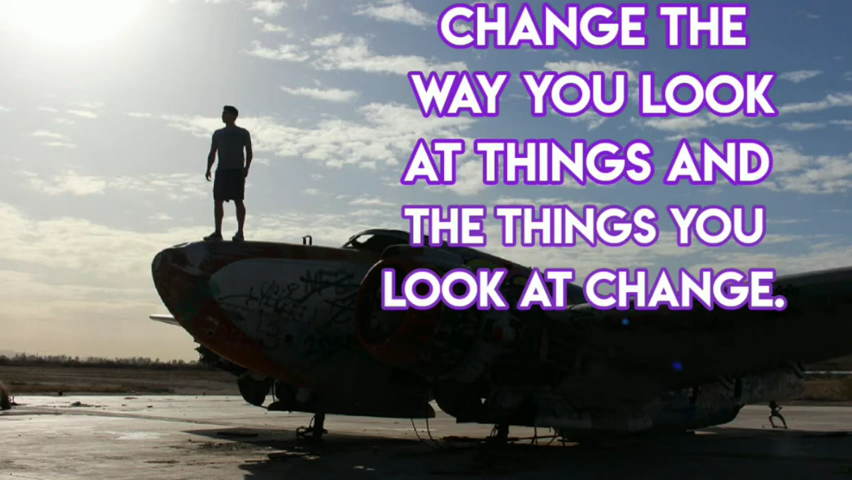 CHANGE THE
WAY YOU LOOK
AT THINGS AND
THE THINGS YOU
LOOK AT CHANGE.